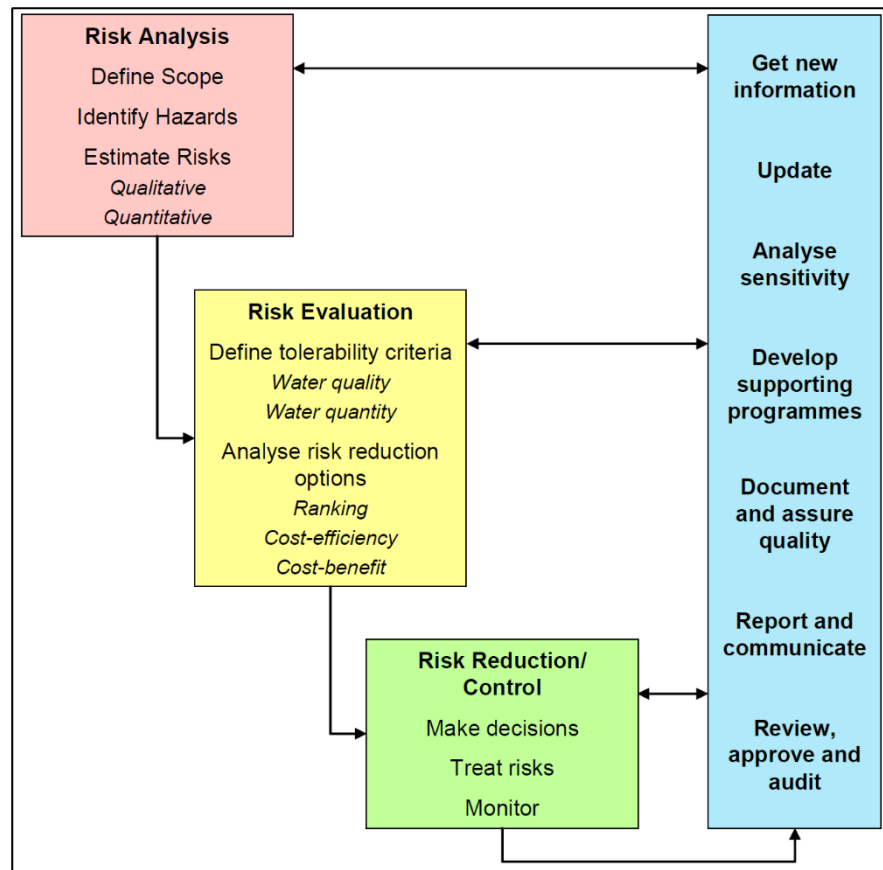 Risk Analysis
Define Scope
Identify Hazards
Estimate Risks
Qualitative
Quantitative
Risk Evaluation
Define tolerability criteria
Water quality
Water quantity
Analyse risk reduction
options
Ranking
Cost-efficiency
Cost-benefit
Risk Reduction/
Control
Make decisions
Treat risks
Monitor
Get new
information
Update
Analyse
sensitivity
Develop
supporting
programmes
Document
and assure
quality
Report and
communicate
Review,
approve and
audit